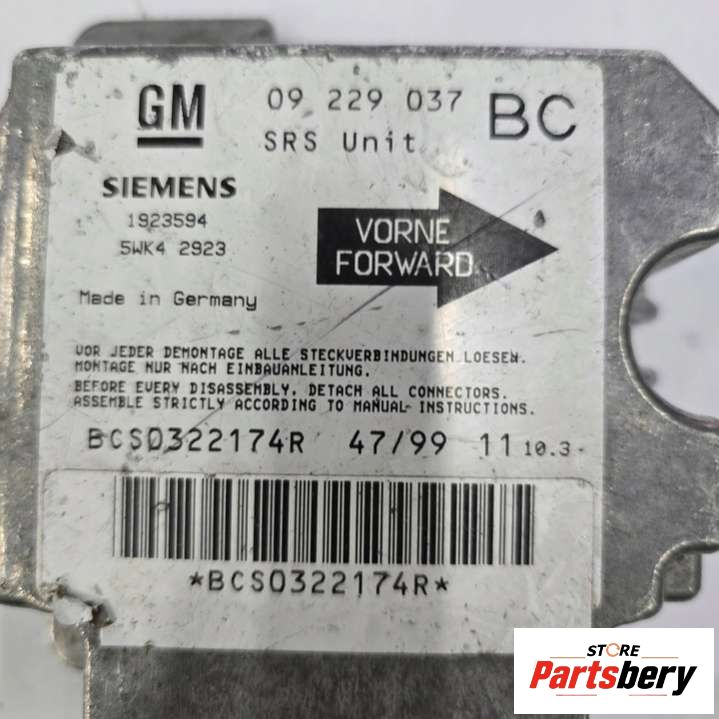 GM 09 229 037 BC
SRS Unit
SIEMENS
1923594
5WK4 2923
VORNE
FORWARD
Made in Germany
VOR JEDER DEMONTAGE ALLE STECKVERBINDUNGEN LOESEN.
MONTAGE NUR NACH EINBAUANLEITUNG.
BEFORE EVERY DISASSEMBLY, DETACH ALL CONNECTORS.
ASSEMBLE STRICTLY ACCORDING TO MANUAL-INSTRUCTIONS.
BCS0322174R 47/99 11 10.3-
*BCS0322174R*
STORE
Partsbery